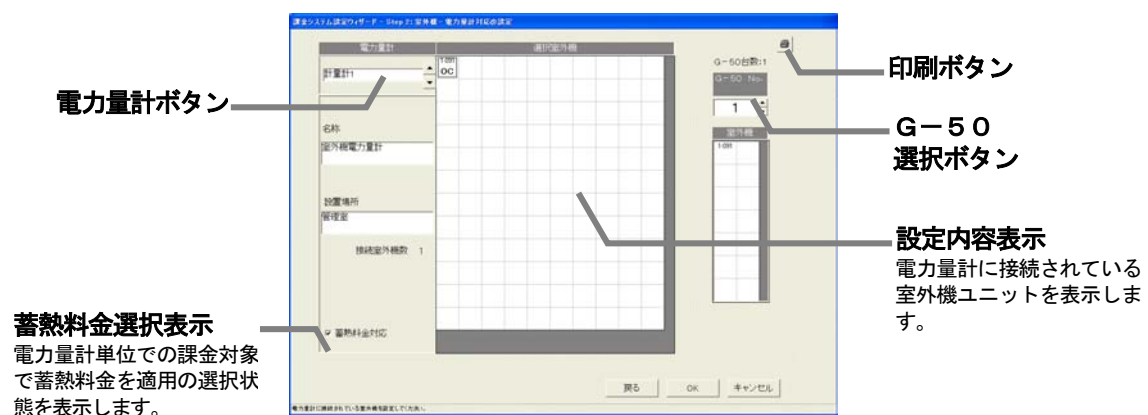 課金システム設定ウィザード - Step 2: 室外機 - 電力量計対応の設定
電力量計
選択室外機
計量計1
OC
G-50台数:1
G-50 No.
1
室外機
名称
室外機電力量計
設置場所
管理室
接続室外機数 1
蓄熱料金対応
戻る
OK
キャンセル
電力量計に接続されている室外機を設定してください。
電力量計ボタン
印刷ボタン
G－50
選択ボタン
設定内容表示
電力量計に接続されている
室外機ユニットを表示しま
す。
蓄熱料金選択表示
電力量計単位での課金対象
で蓄熱料金を適用の選択状
態を表示します。